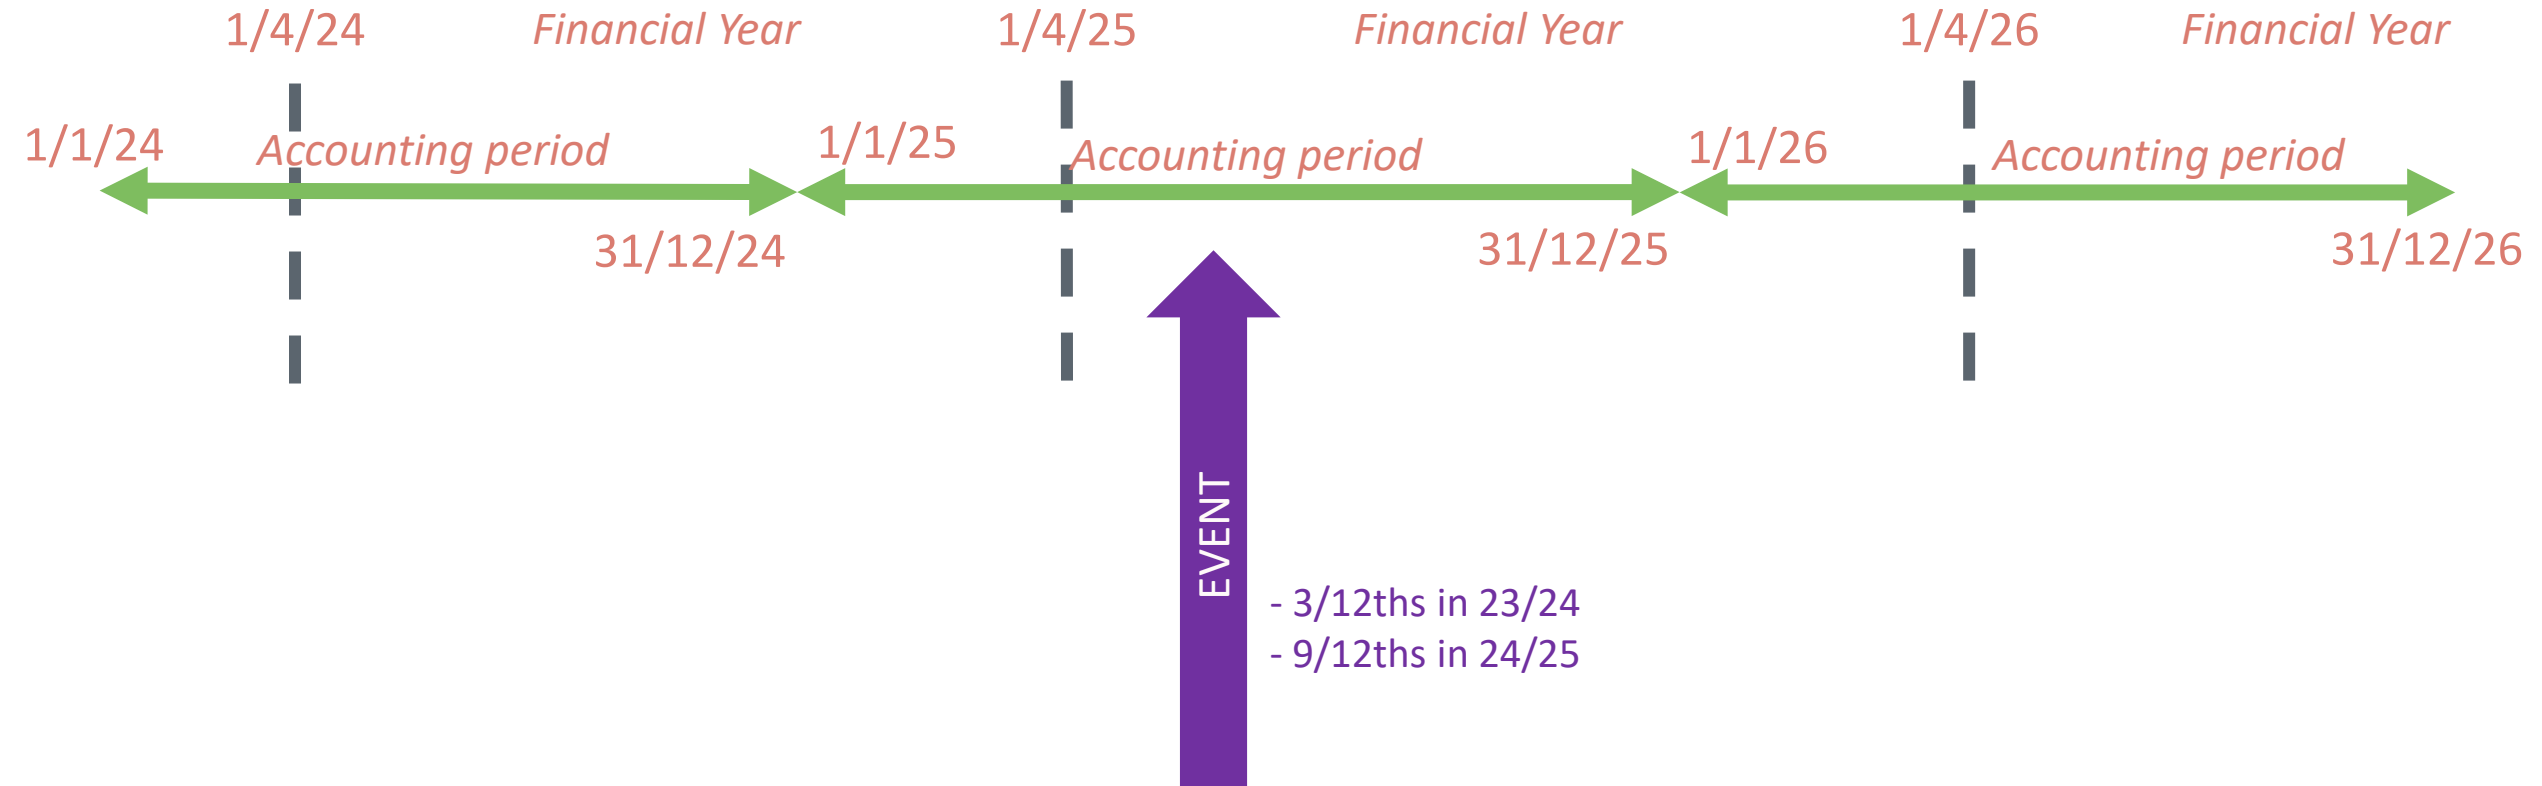 1/4/24
Financial Year
1/4/25
Financial Year
1/4/26
Financial Year
1/1/24
Accounting period
1/1/25
Accounting period
1/1/26
Accounting period
31/12/24
31/12/25
31/12/26
EVENT
- 3/12ths in 23/24
- 9/12ths in 24/25